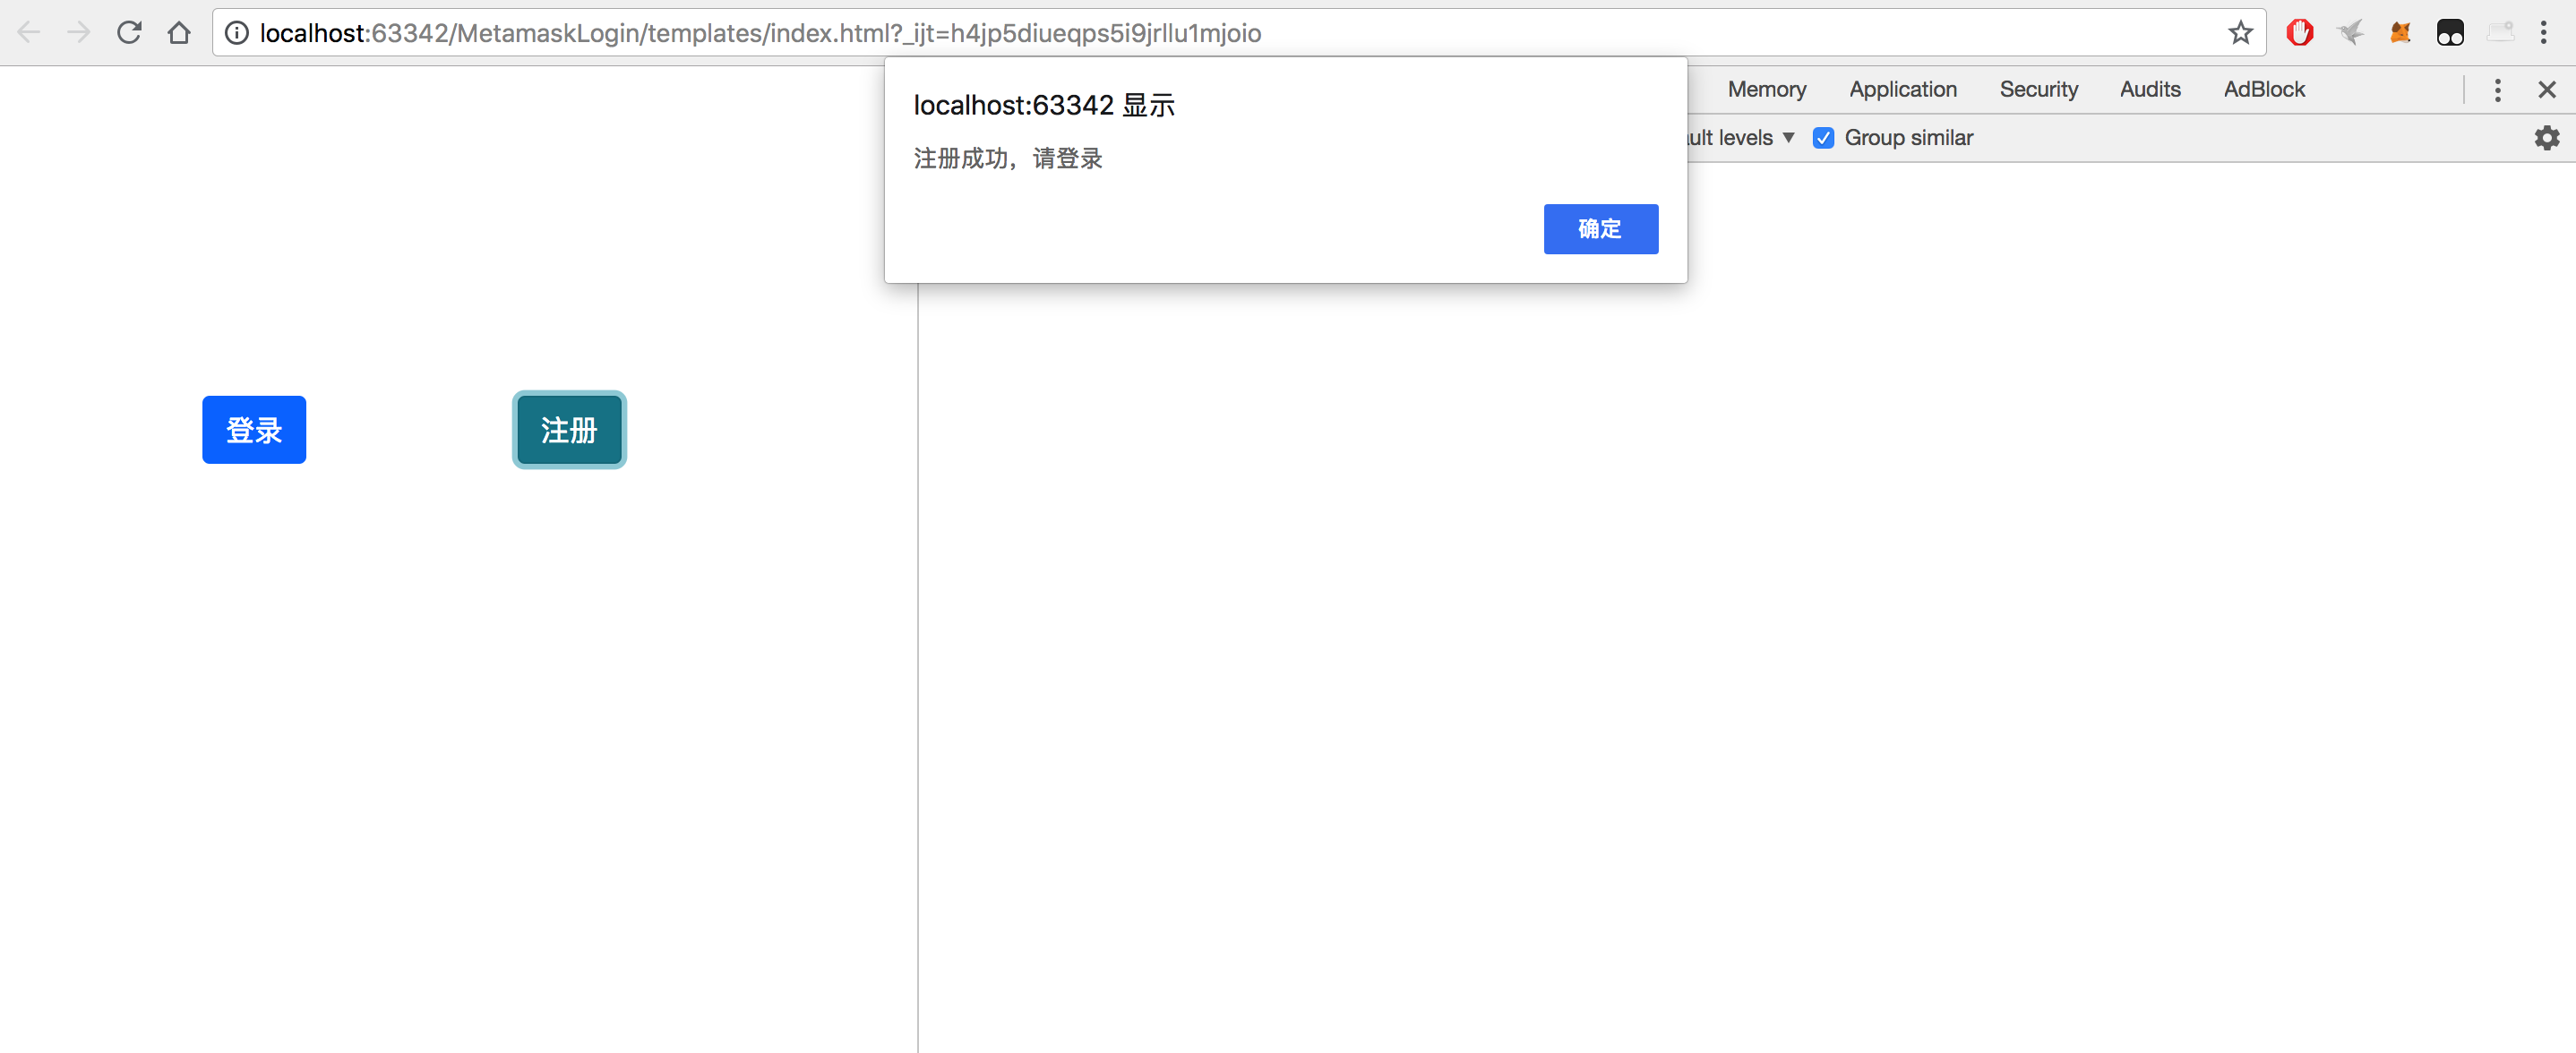 localhost:63342/MetamaskLogin/templates/index.html?_ijt=h4jp5diueqps5i9jrllu1mjoio
localhost:63342 显示
注册成功，请登录
确定
Memory Application Security Audits AdBlock
ault levels Group similar
登录 注册